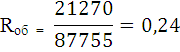 Rоб = 21270/87755 = 0,24